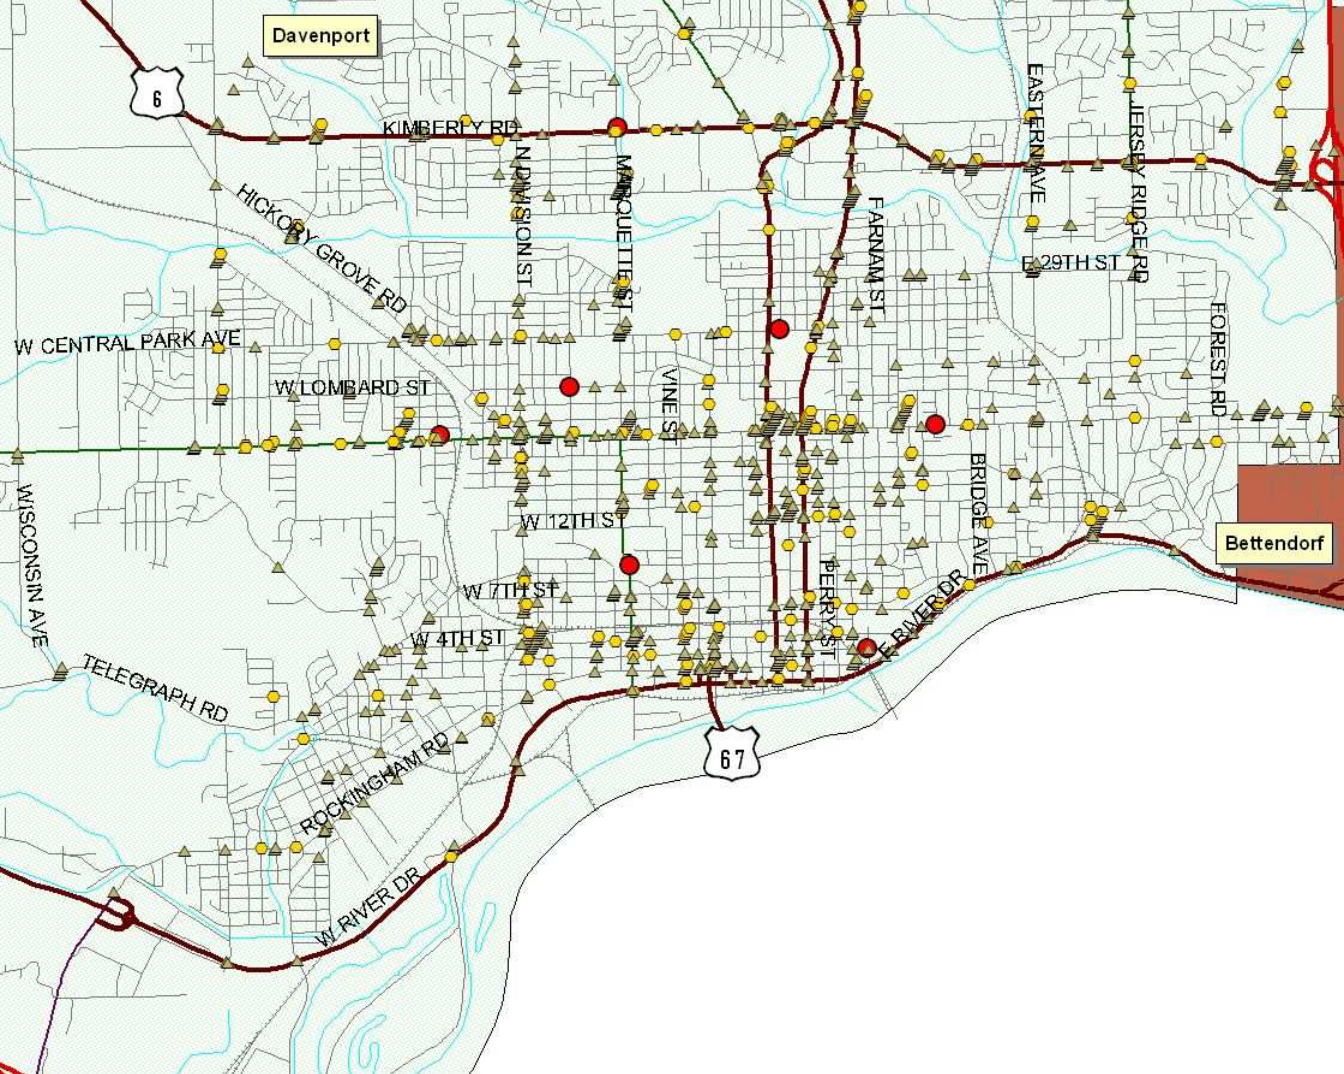 Davenport
6
KIMBERLY RD
EASTERN AVE
JERSEY RIDGE RD
N DIVISION ST
MARQUETTE ST
HICKORY GROVE RD
FARNAM ST
E 29TH ST
W CENTRAL PARK AVE
FOREST RD
W LOMBARD ST
VINE ST
BRIDGE AVE
WISCONSIN AVE
W 12TH ST
Bettendorf
W 7TH ST
PERRY ST
E RIVER DR
W 4TH ST
TELEGRAPH RD
67
ROCKINGHAM RD
W RIVER DR